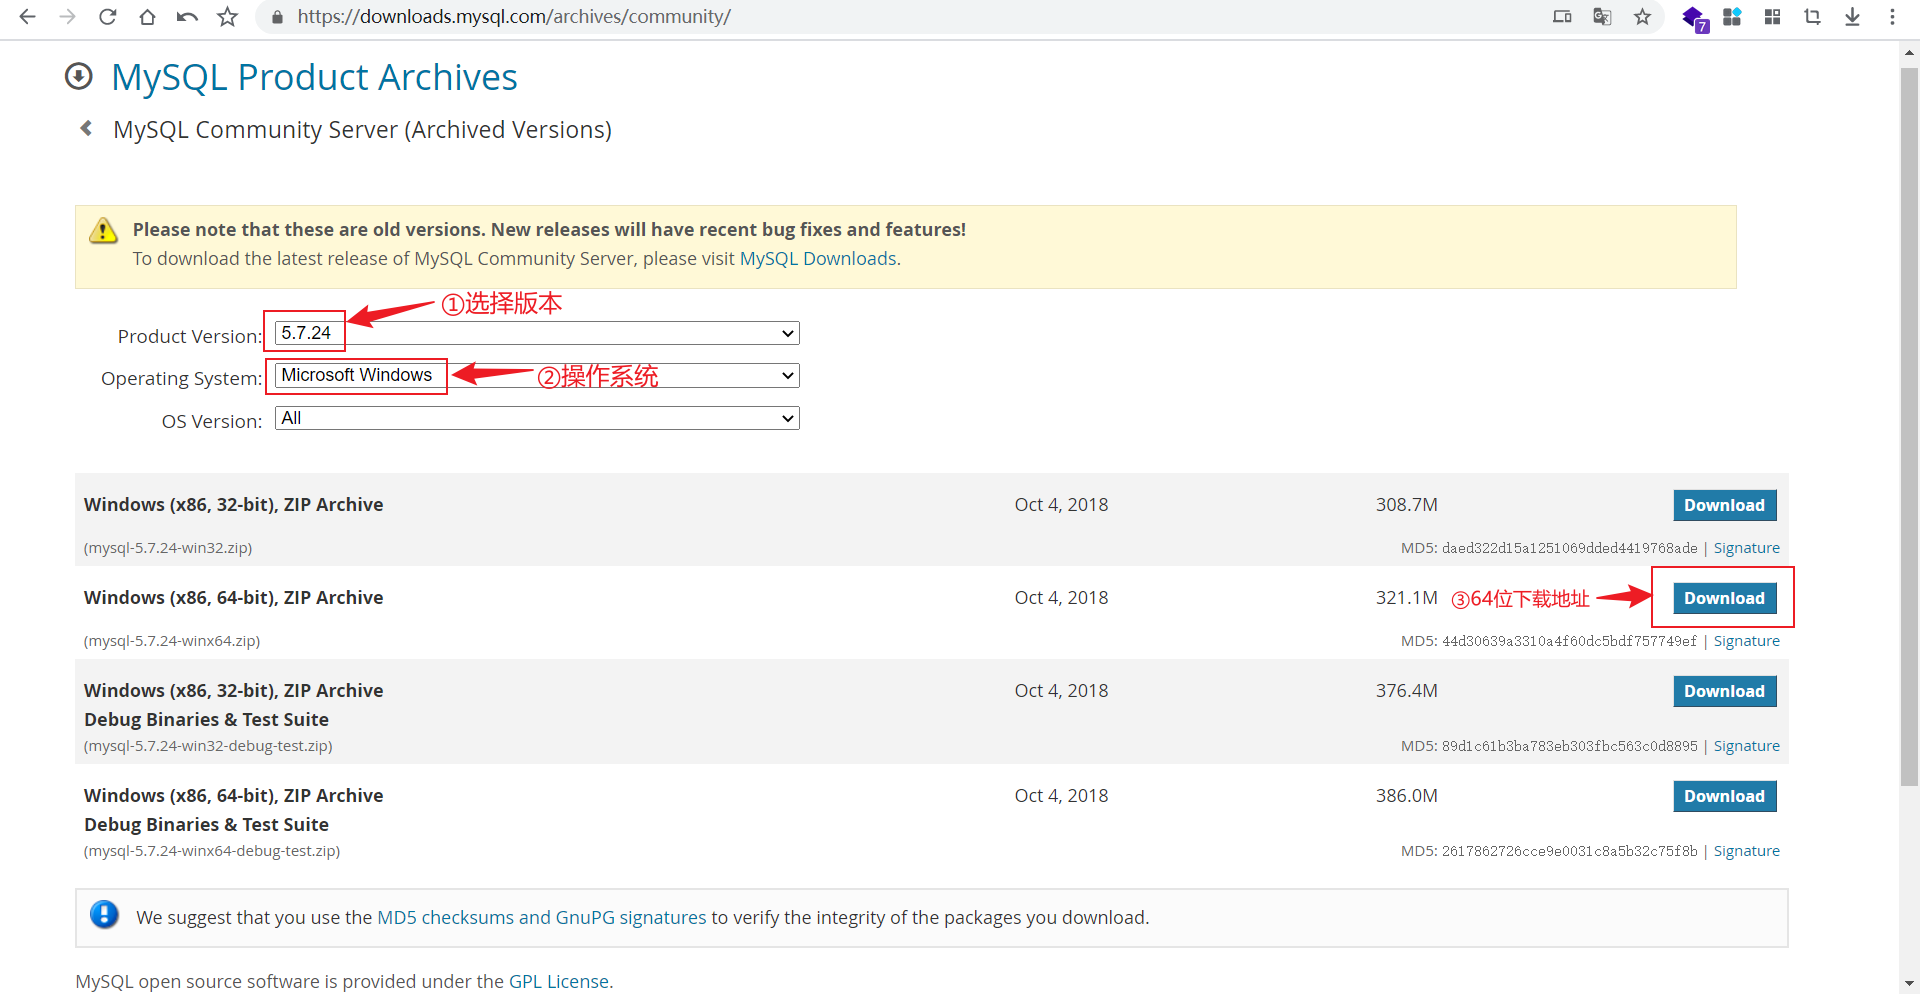 https://downloads.mysql.com/archives/community/
7
MySQL Product Archives
MySQL Community Server (Archived Versions)
Please note that these are old versions. New releases will have recent bug fixes and features!
To download the latest release of MySQL Community Server, please visit MySQL Downloads.
①选择版本
Product Version: 5.7.24
Operating System: Microsoft Windows ②操作系统
OS Version: All
Windows (x86, 32-bit), ZIP Archive Oct 4, 2018 308.7M Download
(mysql-5.7.24-win32.zip) MD5: daed322d15a1251069dded4419768ade | Signature
Windows (x86, 64-bit), ZIP Archive Oct 4, 2018 321.1M ③64位下载地址 Download
(mysql-5.7.24-winx64.zip) MD5: 44d30639a3310a4f60dc5bdf757749ef | Signature
Windows (x86, 32-bit), ZIP Archive Oct 4, 2018 376.4M Download
Debug Binaries & Test Suite
(mysql-5.7.24-win32-debug-test.zip) MD5: 89d1c61b3ba783eb303fbc563c0d8895 | Signature
Windows (x86, 64-bit), ZIP Archive Oct 4, 2018 386.0M Download
Debug Binaries & Test Suite
(mysql-5.7.24-winx64-debug-test.zip) MD5: 2617862726cce9e0031c8a5b32c75f8b | Signature
We suggest that you use the MD5 checksums and GnuPG signatures to verify the integrity of the packages you download.
MySQL open source software is provided under the GPL License.